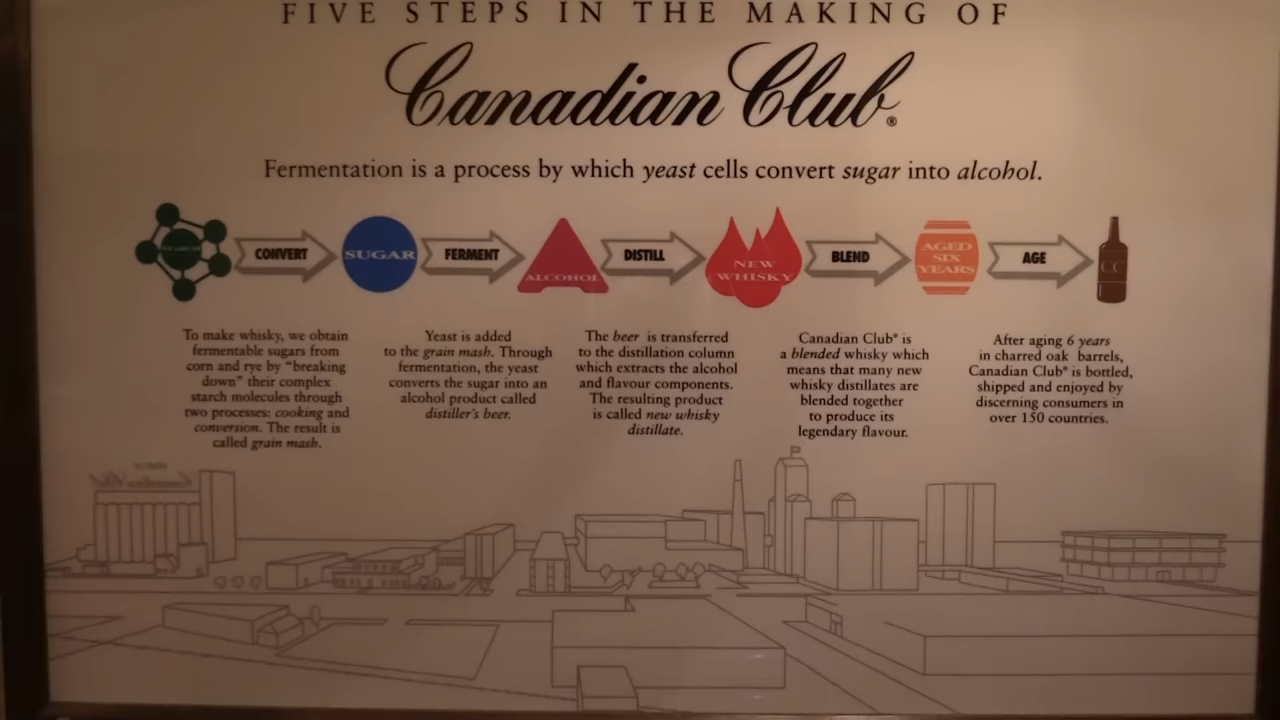 FIVE STEPS IN THE MAKING OF
Canadian Club®
Fermentation is a process by which yeast cells convert sugar into alcohol.
CONVERT
SUGAR
FERMENT
ALCOHOL
DISTILL
NEW
WHISKY
BLEND
AGED
SIX
YEARS
AGE
CC
To make whisky, we obtain
fermentable sugars from
corn and rye by "breaking
down" their complex
starch molecules through
two processes: cooking and
conversion. The result is
called grain mash.
Yeast is added
to the grain mash. Through
fermentation, the yeast
converts the sugar into an
alcohol product called
distiller's beer.
The beer is transferred
to the distillation column
which extracts the alcohol
and flavour components.
The resulting product
is called new whisky
distillate.
Canadian Club® is
a blended whisky which
means that many new
whisky distillates are
blended together
to produce its
legendary flavour.
After aging 6 years
in charred oak barrels,
Canadian Club® is bottled,
shipped and enjoyed by
discerning consumers in
over 150 countries.
Canadian Club